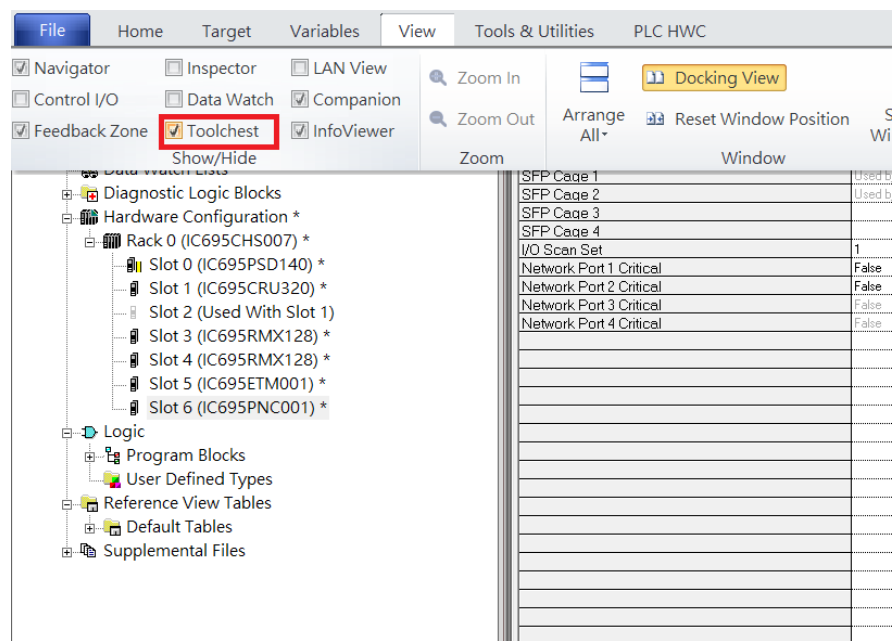 File Home Target Variables View Tools & Utilities PLC HWC
Navigator Inspector LAN View Zoom In Docking View
Control I/O Data Watch Companion Zoom Out Arrange All Reset Window Position
Feedback Zone Toolchest InfoViewer
Show/Hide Zoom Window
Data Watch Lists
Diagnostic Logic Blocks
Hardware Configuration *
Rack 0 (IC695CHS007) *
Slot 0 (IC695PSD140) *
Slot 1 (IC695CRU320) *
Slot 2 (Used With Slot 1)
Slot 3 (IC695RMX128) *
Slot 4 (IC695RMX128) *
Slot 5 (IC695ETM001) *
Slot 6 (IC695PNC001) *
Logic
Program Blocks
User Defined Types
Reference View Tables
Default Tables
Supplemental Files
SFP Cage 1 Used b
SFP Cage 2 Used b
SFP Cage 3
SFP Cage 4
I/O Scan Set 1
Network Port 1 Critical False
Network Port 2 Critical False
Network Port 3 Critical False
Network Port 4 Critical False